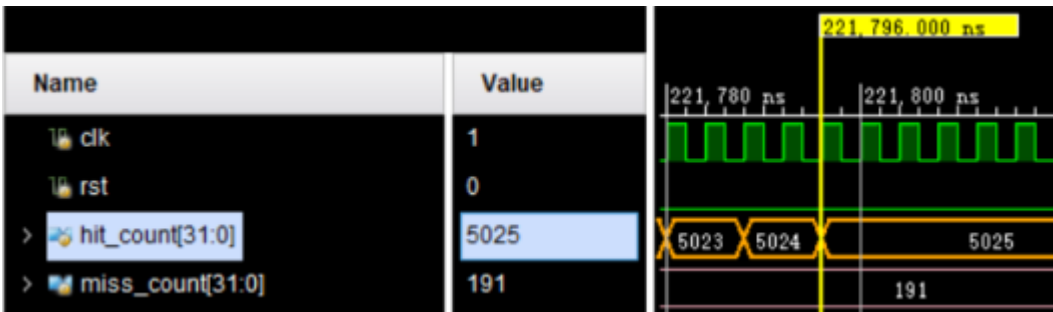 221,796.000 ns
Name Value
221,780 ns 221,800 ns
clk 1
rst 0
hit_count[31:0] 5025 5023 5024 5025
miss_count[31:0] 191 191